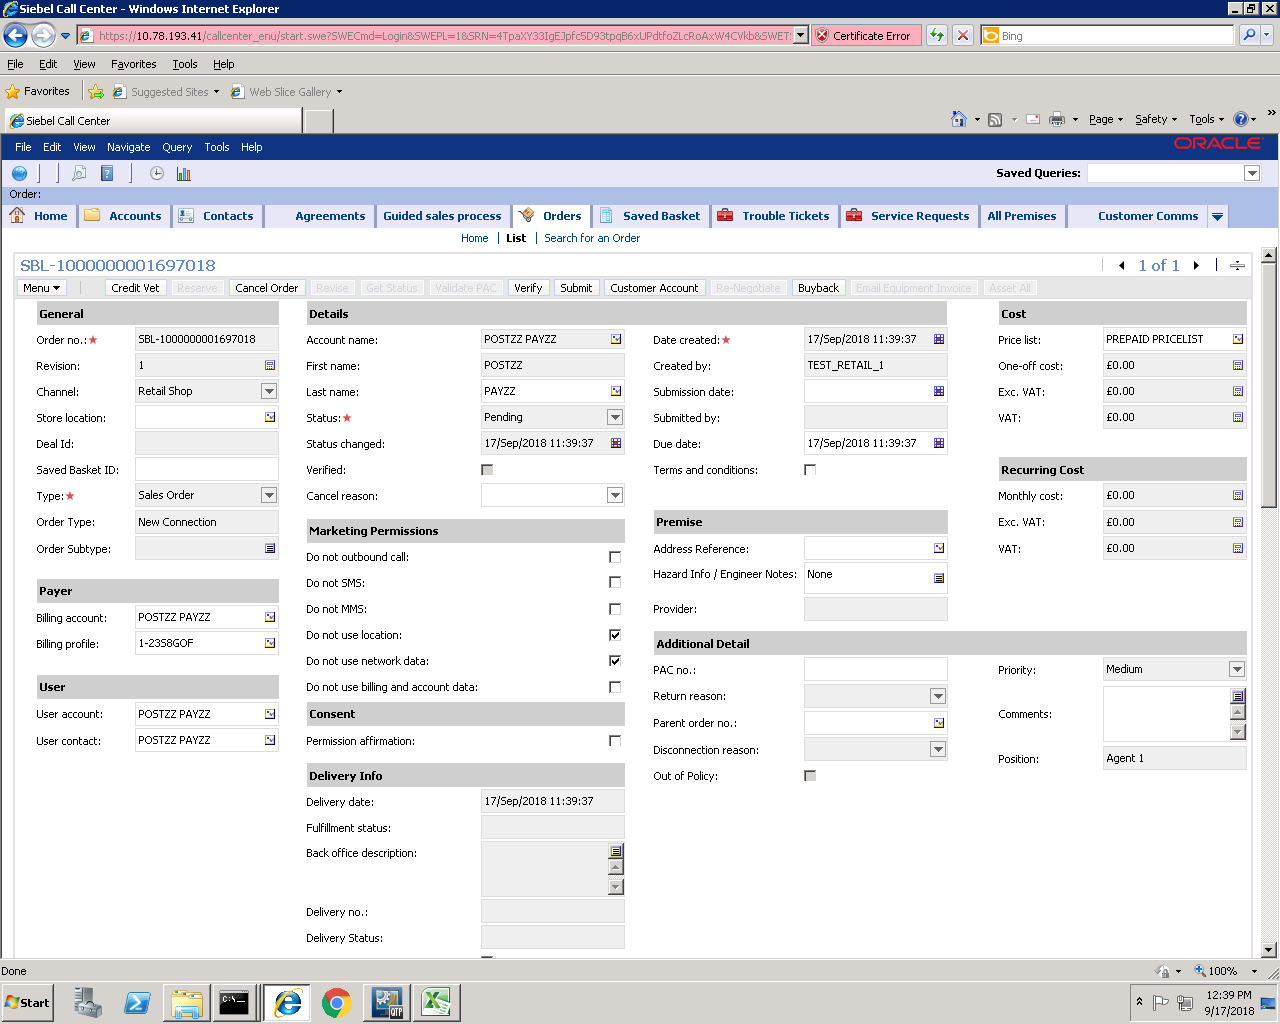 Siebel Call Center - Windows Internet Explorer
https://10.78.193.41/callcenter_enu/start.swe?SWECmd=Login&SWEPL=1&SRN=4TpaXY33IgEJpfc5D93tpqB6xUPdtfoZLcRoAxW4CVkb&SWETS
Certificate Error
Bing
File Edit View Favorites Tools Help
Favorites Suggested Sites Web Slice Gallery
Siebel Call Center
Page Safety Tools
File Edit View Navigate Query Tools Help
ORACLE
Saved Queries:
Order:
Home Accounts Contacts Agreements Guided sales process Orders Saved Basket Trouble Tickets Service Requests All Premises Customer Comms
Home List Search for an Order
SBL-1000000001697018
1 of 1
Menu Credit Vet Reserve Cancel Order Revise Get Status Validate PAC Verify Submit Customer Account Re-Negotiate Buyback Email Equipment Invoice Asset All
General
Order no.:★ SBL-1000000001697018
Revision: 1
Channel: Retail Shop
Store location:
Deal Id:
Saved Basket ID:
Type:★ Sales Order
Order Type: New Connection
Order Subtype:
Payer
Billing account: POSTZZ PAYZZ
Billing profile: 1-23S8GOF
User
User account: POSTZZ PAYZZ
User contact: POSTZZ PAYZZ
Details
Account name: POSTZZ PAYZZ
First name: POSTZZ
Last name: PAYZZ
Status:★ Pending
Status changed: 17/Sep/2018 11:39:37
Verified:
Cancel reason:
Marketing Permissions
Do not outbound call:
Do not SMS:
Do not MMS:
Do not use location:
Do not use network data:
Do not use billing and account data:
Consent
Permission affirmation:
Delivery Info
Delivery date: 17/Sep/2018 11:39:37
Fulfillment status:
Back office description:
Delivery no.:
Delivery Status:
Date created:★ 17/Sep/2018 11:39:37
Created by: TEST_RETAIL_1
Submission date:
Submitted by:
Due date: 17/Sep/2018 11:39:37
Terms and conditions:
Premise
Address Reference:
Hazard Info / Engineer Notes: None
Provider:
Additional Detail
PAC no.:
Return reason:
Parent order no.:
Disconnection reason:
Out of Policy:
Priority: Medium
Comments:
Position: Agent 1
Cost
Price list: PREPAID PRICELIST
One-off cost: £0.00
Exc. VAT: £0.00
VAT: £0.00
Recurring Cost
Monthly cost: £0.00
Exc. VAT: £0.00
VAT: £0.00
Done
100%
Start
C:\.
QTP
12:39 PM
9/17/2018